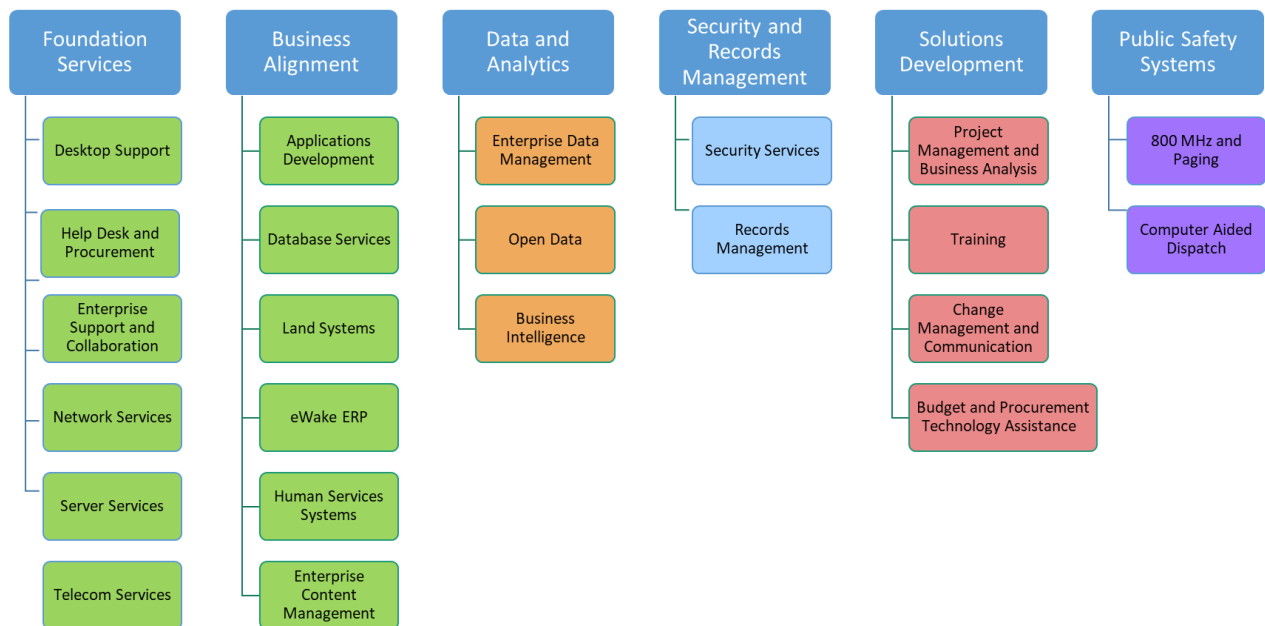 Foundation
Services
Desktop Support
Help Desk and
Procurement
Enterprise
Support and
Collaboration
Network Services
Server Services
Telecom Services
Business
Alignment
Applications
Development
Database Services
Land Systems
eWake ERP
Human Services
Systems
Enterprise
Content
Management
Data and
Analytics
Enterprise Data
Management
Open Data
Business
Intelligence
Security and
Records
Management
Security Services
Records
Management
Solutions
Development
Project
Management and
Business Analysis
Training
Change
Management and
Communication
Budget and Procurement
Technology Assistance
Public Safety
Systems
800 MHz and
Paging
Computer Aided
Dispatch